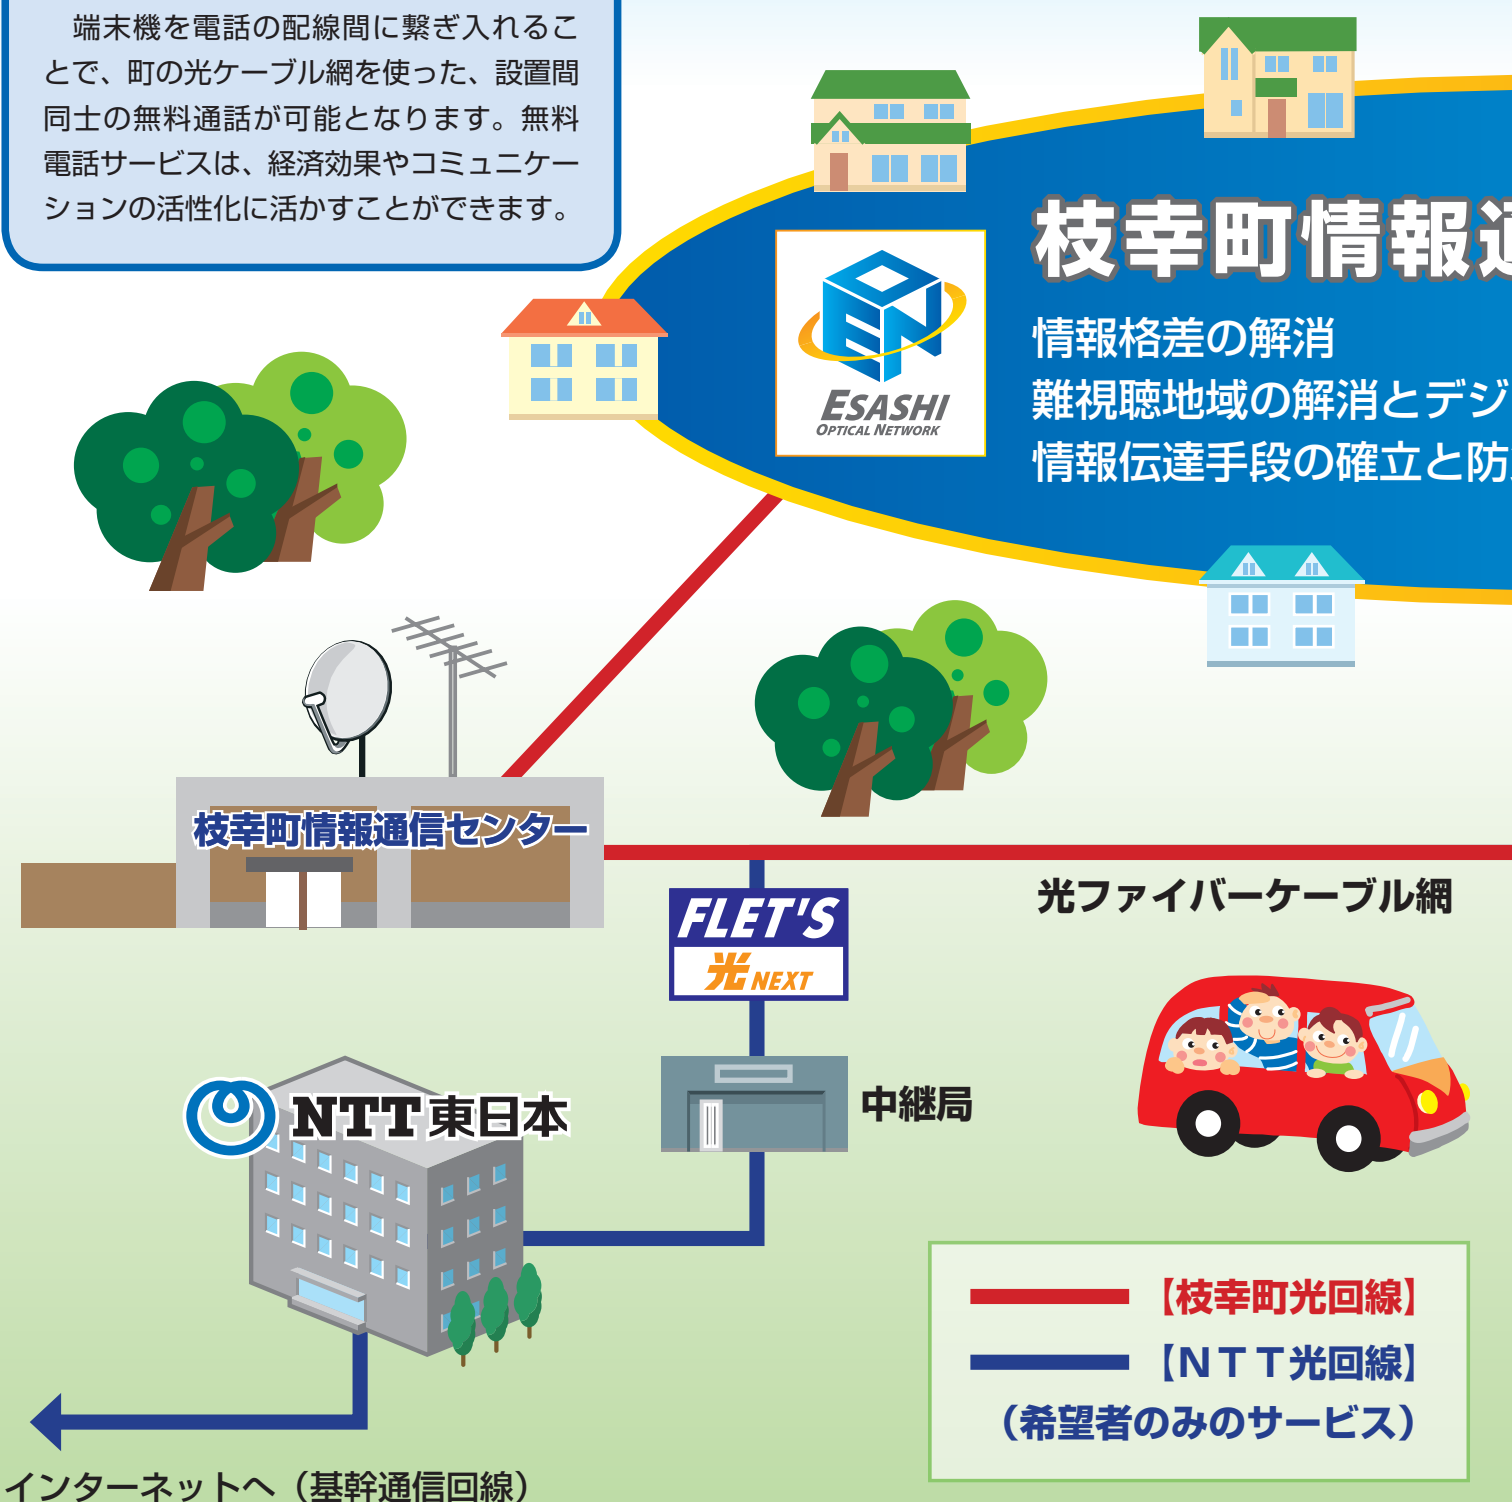 端末機を電話の配線間に繋ぎ入れるこ
とで、町の光ケーブル網を使った、設置間
同士の無料通話が可能となります。無料
電話サービスは、経済効果やコミュニケー
ションの活性化に活かすことができます。
枝幸町情報通
EON
ESASHI
OPTICAL NETWORK
情報格差の解消
難視聴地域の解消とデジ
情報伝達手段の確立と防
枝幸町情報通信センター
光ファイバーケーブル網
FLET'S
光 NEXT
中継局
NTT東日本
【枝幸町光回線】
【NTT光回線】
（希望者のみのサービス）
インターネットへ（基幹通信回線）